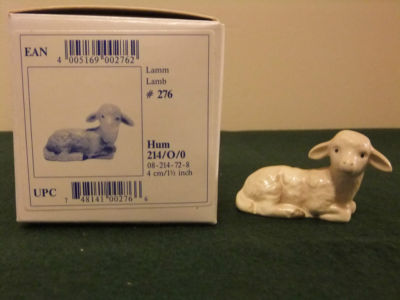 EAN
4 005169 002762
Lamm
Lamb
# 276
Hum
214/O/0
08-214-72-8
4 cm/1½ inch
UPC
7 48141 00276 6